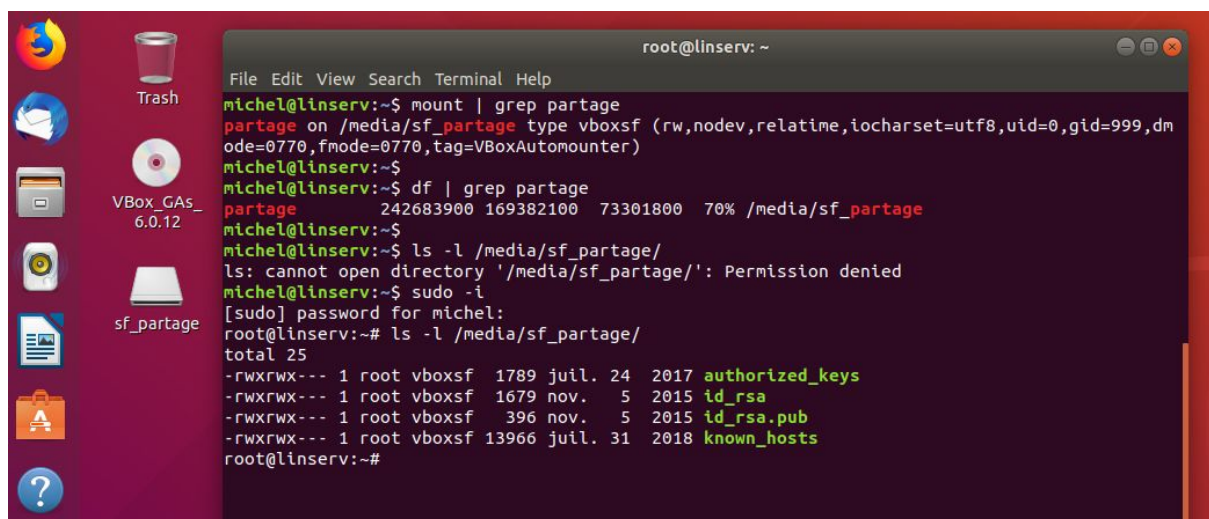 root@linserv: ~
File Edit View Search Terminal Help
Trash
VBox_GAs_
6.0.12
sf_partage
michel@linserv:~$ mount | grep partage
partage on /media/sf_partage type vboxsf (rw,nodev,relatime,iocharset=utf8,uid=0,gid=999,dm
ode=0770,fmode=0770,tag=VBoxAutomounter)
michel@linserv:~$
michel@linserv:~$ df | grep partage
partage        242683900 169382100  73301800  70% /media/sf_partage
michel@linserv:~$
michel@linserv:~$ ls -l /media/sf_partage/
ls: cannot open directory '/media/sf_partage/': Permission denied
michel@linserv:~$ sudo -i
[sudo] password for michel:
root@linserv:~# ls -l /media/sf_partage/
total 25
-rwxrwx--- 1 root vboxsf  1789 juil. 24  2017 authorized_keys
-rwxrwx--- 1 root vboxsf  1679 nov.   5  2015 id_rsa
-rwxrwx--- 1 root vboxsf   396 nov.   5  2015 id_rsa.pub
-rwxrwx--- 1 root vboxsf 13966 juil. 31  2018 known_hosts
root@linserv:~#